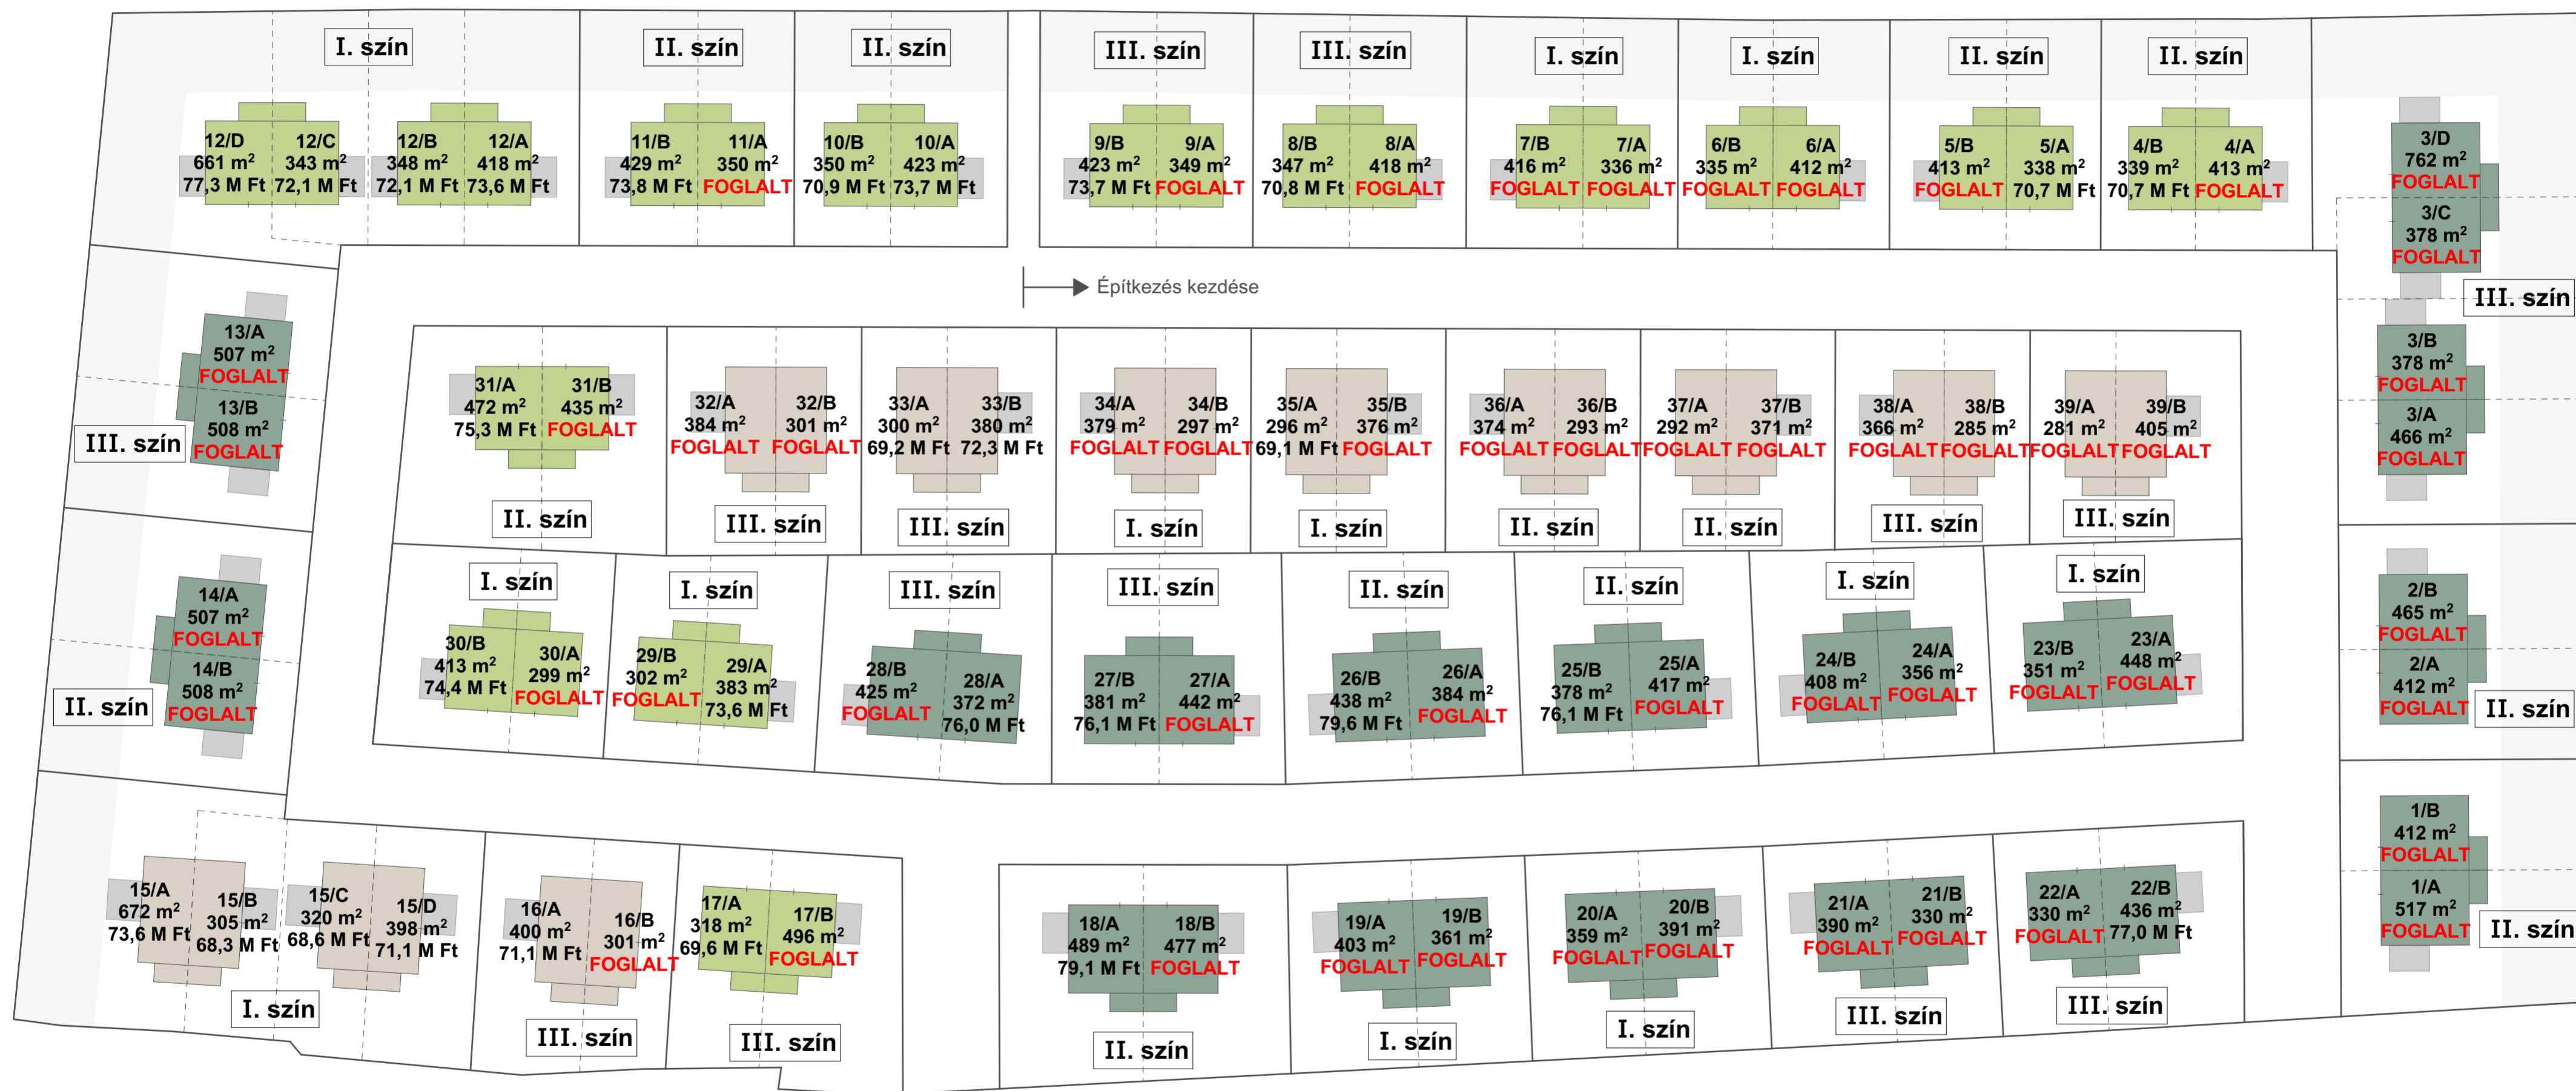 I. szín
II. szín
II. szín
III. szín
III. szín
I. szín
I. szín
II. szín
II. szín
12/D
661 m²
77,3 M Ft
12/C
343 m²
72,1 M Ft
12/B
348 m²
72,1 M Ft
12/A
418 m²
73,6 M Ft
11/B
429 m²
73,8 M Ft
11/A
350 m²
FOGLALT
10/B
350 m²
70,9 M Ft
10/A
423 m²
73,7 M Ft
9/B
423 m²
73,7 M Ft
9/A
349 m²
FOGLALT
8/B
347 m²
70,8 M Ft
8/A
418 m²
FOGLALT
7/B
416 m²
FOGLALT
7/A
336 m²
FOGLALT
6/B
335 m²
FOGLALT
6/A
412 m²
FOGLALT
5/B
413 m²
FOGLALT
5/A
338 m²
70,7 M Ft
4/B
339 m²
70,7 M Ft
4/A
413 m²
FOGLALT
3/D
762 m²
FOGLALT
3/C
378 m²
FOGLALT
III. szín
3/B
378 m²
FOGLALT
3/A
466 m²
FOGLALT
Építkezés kezdése
13/A
507 m²
FOGLALT
13/B
508 m²
FOGLALT
III. szín
31/A
472 m²
75,3 M Ft
31/B
435 m²
FOGLALT
II. szín
32/A
384 m²
FOGLALT
32/B
301 m²
FOGLALT
III. szín
33/A
300 m²
69,2 M Ft
33/B
380 m²
72,3 M Ft
III. szín
34/A
379 m²
FOGLALT
34/B
297 m²
FOGLALT
I. szín
35/A
296 m²
69,1 M Ft
35/B
376 m²
FOGLALT
I. szín
36/A
374 m²
FOGLALT
36/B
293 m²
FOGLALT
II. szín
37/A
292 m²
FOGLALT
37/B
371 m²
FOGLALT
II. szín
38/A
366 m²
FOGLALT
38/B
285 m²
FOGLALT
III. szín
39/A
281 m²
FOGLALT
39/B
405 m²
FOGLALT
III. szín
14/A
507 m²
FOGLALT
14/B
508 m²
FOGLALT
II. szín
I. szín
30/B
413 m²
74,4 M Ft
30/A
299 m²
FOGLALT
I. szín
29/B
302 m²
FOGLALT
29/A
383 m²
73,6 M Ft
III. szín
28/B
425 m²
FOGLALT
28/A
372 m²
76,0 M Ft
III. szín
27/B
381 m²
76,1 M Ft
27/A
442 m²
FOGLALT
II. szín
26/B
438 m²
79,6 M Ft
26/A
384 m²
FOGLALT
II. szín
25/B
378 m²
76,1 M Ft
25/A
417 m²
FOGLALT
I. szín
24/B
408 m²
FOGLALT
24/A
356 m²
FOGLALT
I. szín
23/B
351 m²
FOGLALT
23/A
448 m²
FOGLALT
2/B
465 m²
FOGLALT
2/A
412 m²
FOGLALT
II. szín
15/A
672 m²
73,6 M Ft
15/B
305 m²
68,3 M Ft
15/C
320 m²
68,6 M Ft
15/D
398 m²
71,1 M Ft
I. szín
16/A
400 m²
71,1 M Ft
16/B
301 m²
FOGLALT
III. szín
17/A
318 m²
69,6 M Ft
17/B
496 m²
FOGLALT
III. szín
18/A
489 m²
79,1 M Ft
18/B
477 m²
FOGLALT
II. szín
19/A
403 m²
FOGLALT
19/B
361 m²
FOGLALT
I. szín
20/A
359 m²
FOGLALT
20/B
391 m²
FOGLALT
I. szín
21/A
390 m²
FOGLALT
21/B
330 m²
FOGLALT
III. szín
22/A
330 m²
FOGLALT
22/B
436 m²
77,0 M Ft
III. szín
1/B
412 m²
FOGLALT
1/A
517 m²
FOGLALT
II. szín